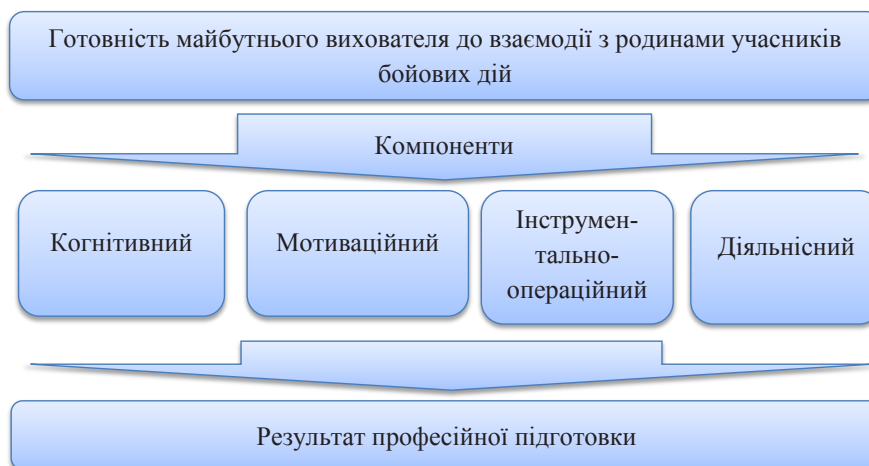 Готовність майбутнього вихователя до взаємодії з родинами учасників
бойових дій
Компоненти
Когнітивний
Мотиваційний
Інструмен-
тально-
операційний
Діяльнісний
Результат професійної підготовки